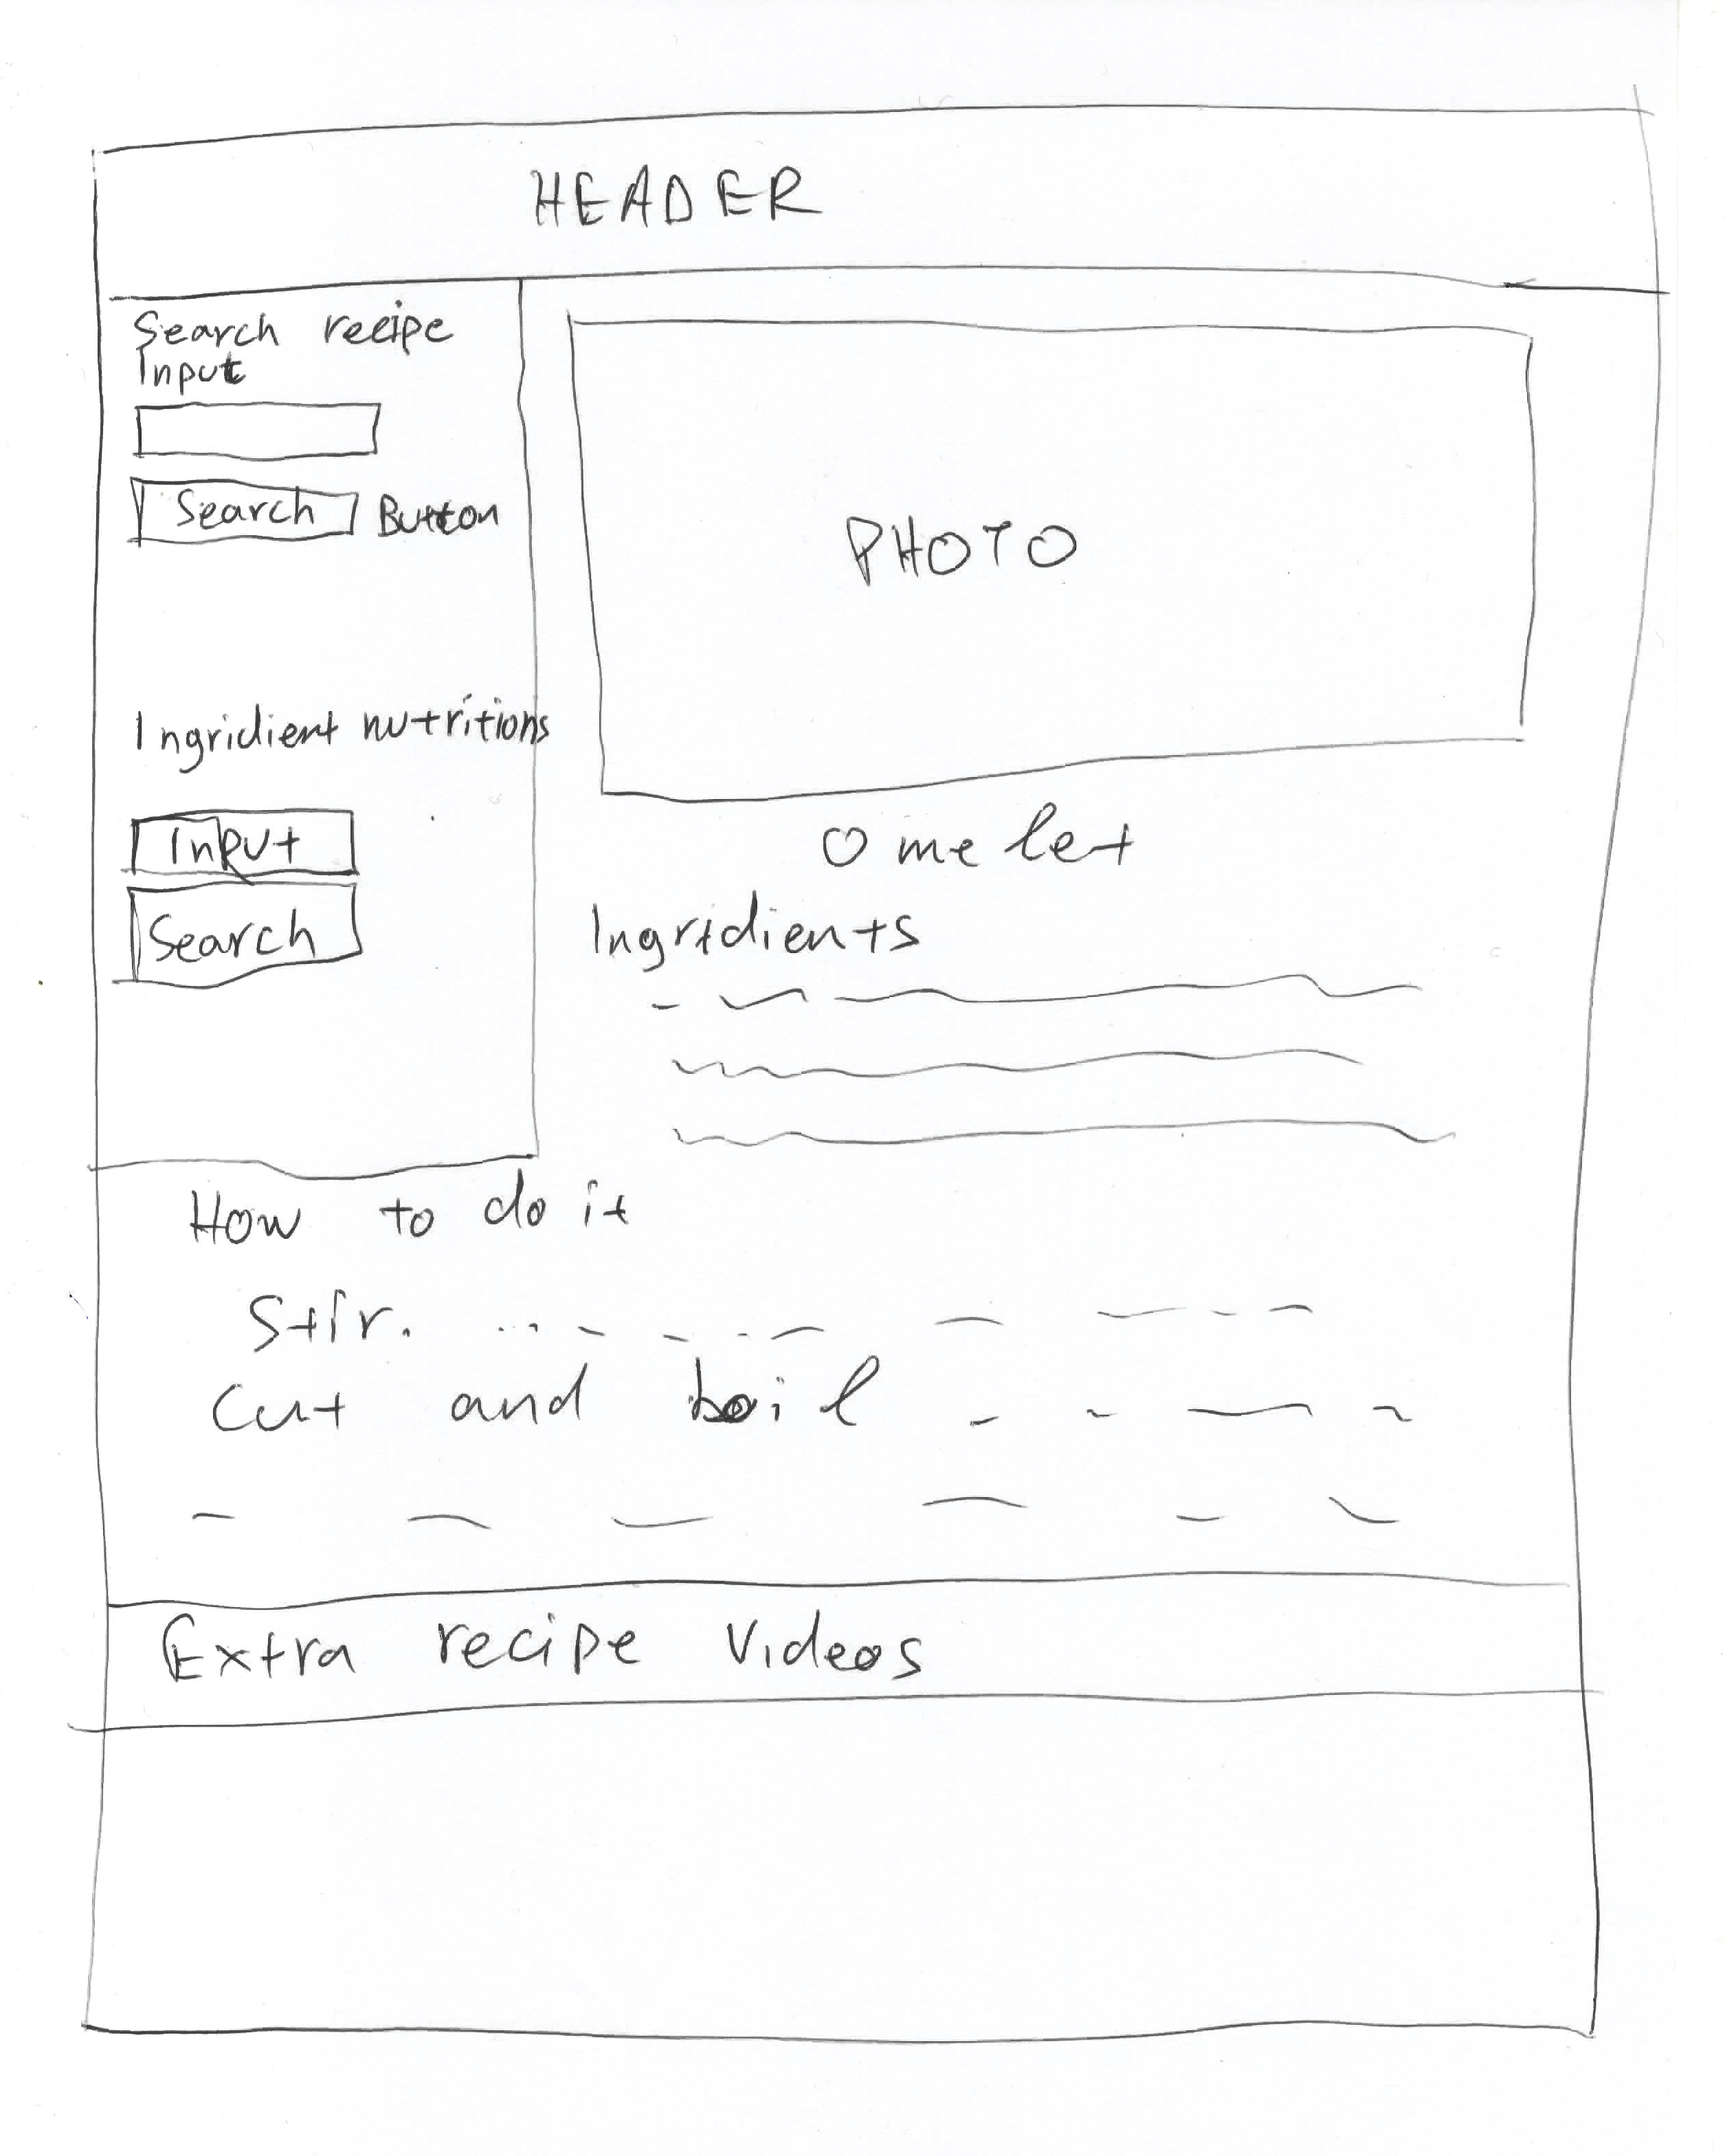 HEADER
Search recipe
Input
Search Button
Ingridient nutritions
Input
Search
PHOTO
Omelet
Ingridients
How to do it
Stir.
Cut and boil
Extra recipe videos